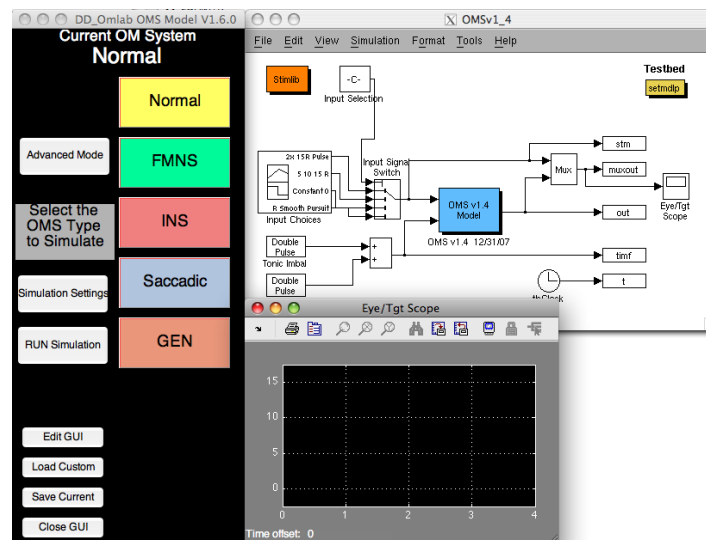 DD_Omlab OMS Model V1.6.0
Current OM System
Normal
Normal
Advanced Mode
FMNS
Select the
OMS Type
to Simulate
INS
Simulation Settings
Saccadic
RUN Simulation
GEN
Edit GUI
Load Custom
Save Current
Close GUI
OMSv1_4
File Edit View Simulation Format Tools Help
Stimlib
-C-
Input Selection
Testbed
setmdlp
2x 15R Pulse
5 10 15 R
Constant 0
R Smooth Pursuit
Input Choices
Input Signal
Switch
OMS v1.4
Model
OMS v1.4 12/31/07
Mux
stm
muxout
out
timf
t
Eye/Tgt
Scope
Double
Pulse
Tonic Imbal
Double
Pulse
+
+
Eye/Tgt Scope
15
10
5
0
0 1 2 3 4
Time offset: 0